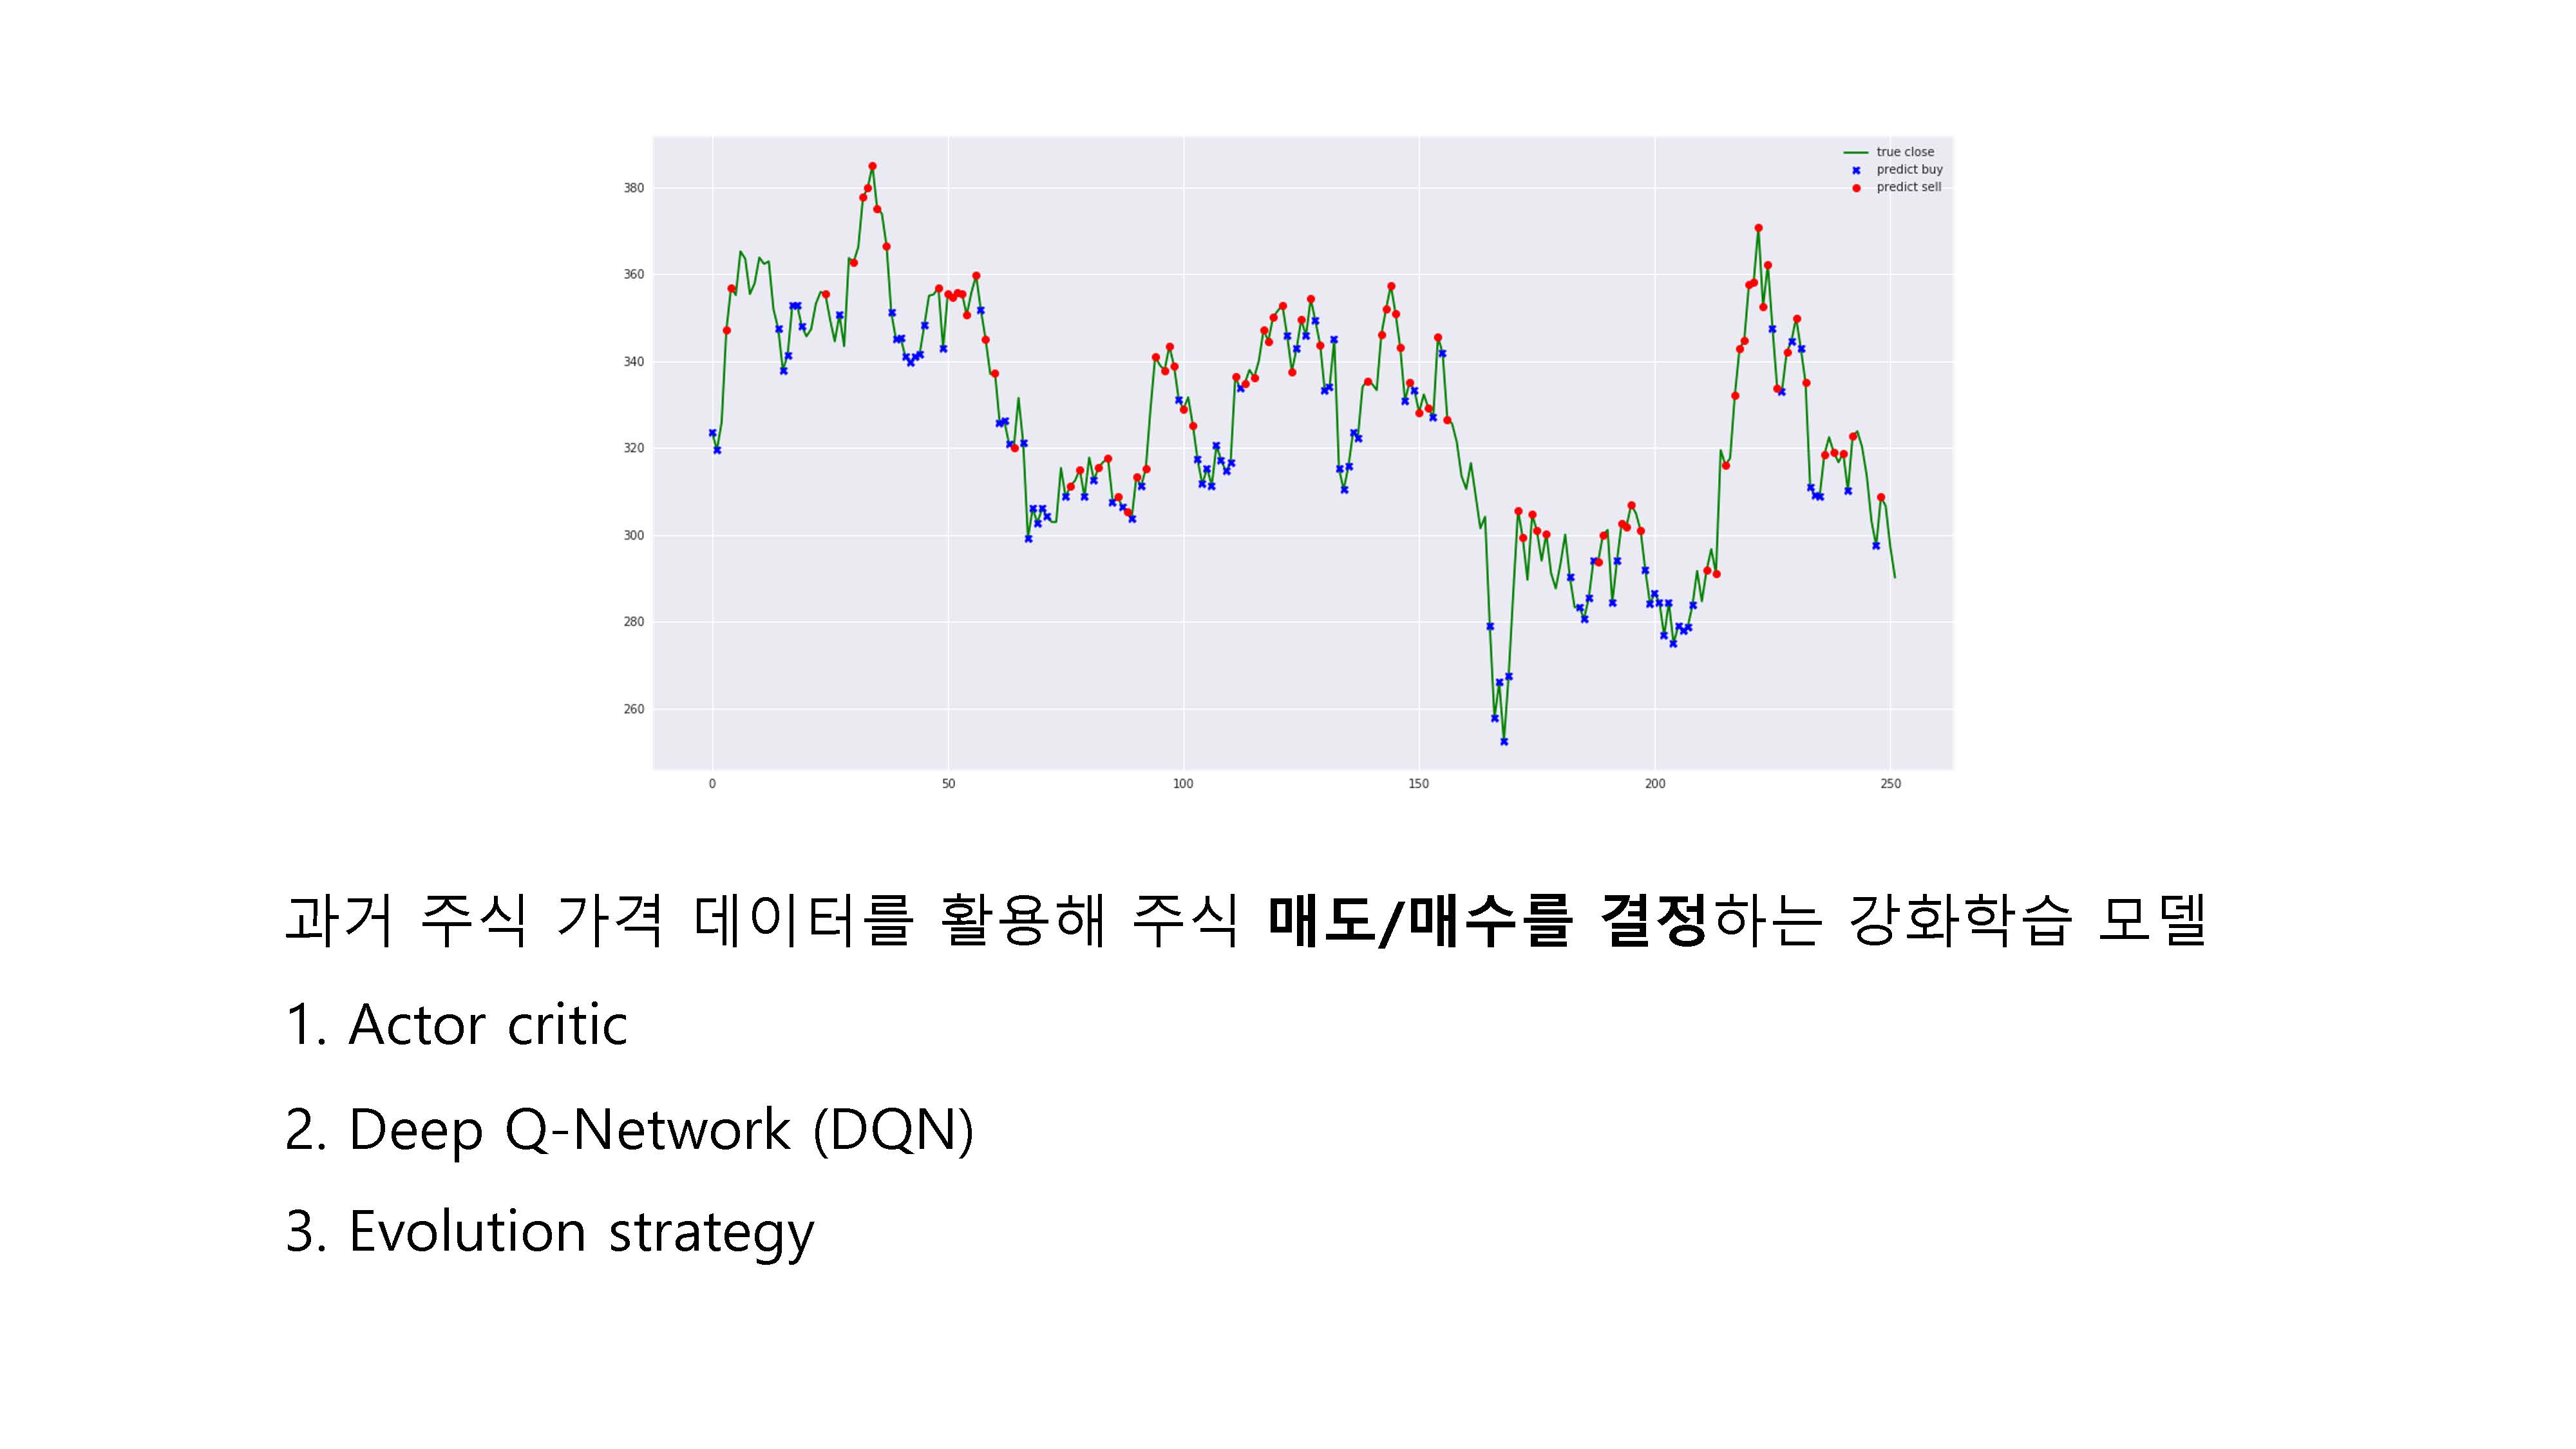 true close
predict buy
predict sell
380
360
340
320
300
280
260
0 50 100 150 200 250
과거 주식 가격 데이터를 활용해 주식 매도/매수를 결정하는 강화학습 모델
1. Actor critic
2. Deep Q-Network (DQN)
3. Evolution strategy